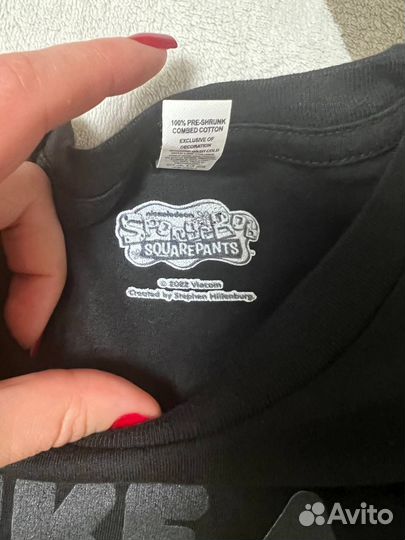 100% PRE-SHRUNK
COMBED COTTON
EXCLUSIVE OF
DECORATION
nickelodeon
SPONGEBOB
SQUAREPANTS
© 2022 Viacom
Created by Stephen Hillenburg.
Avito